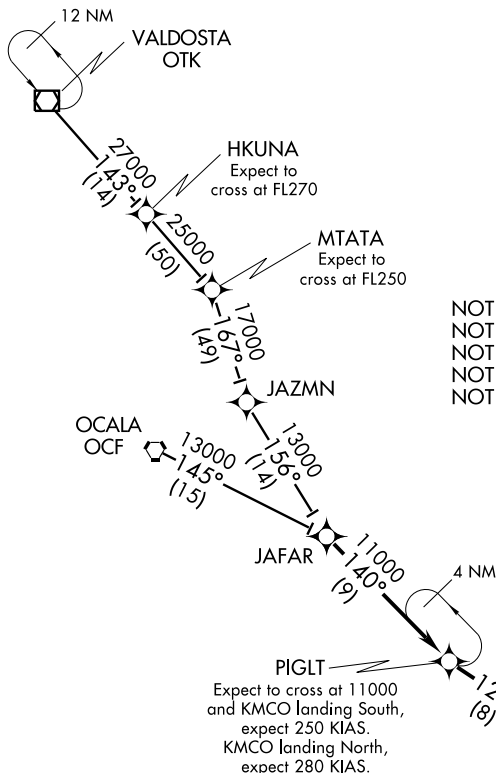 12 NM
VALDOSTA
OTK
27000
143°
(14)
HKUNA
Expect to
cross at FL270
25000
(50)
MTATA
Expect to
cross at FL250
17000
167°
(49)
NOT
NOT
NOT
NOT
NOT
JAZMN
OCALA
OCF
13000
145°
(15)
13000
156°
(14)
JAFAR
11000
140°
(9)
4 NM
PIGLT
Expect to cross at 11000
and KMCO landing South,
expect 250 KIAS.
KMCO landing North,
expect 280 KIAS.
12
(8)